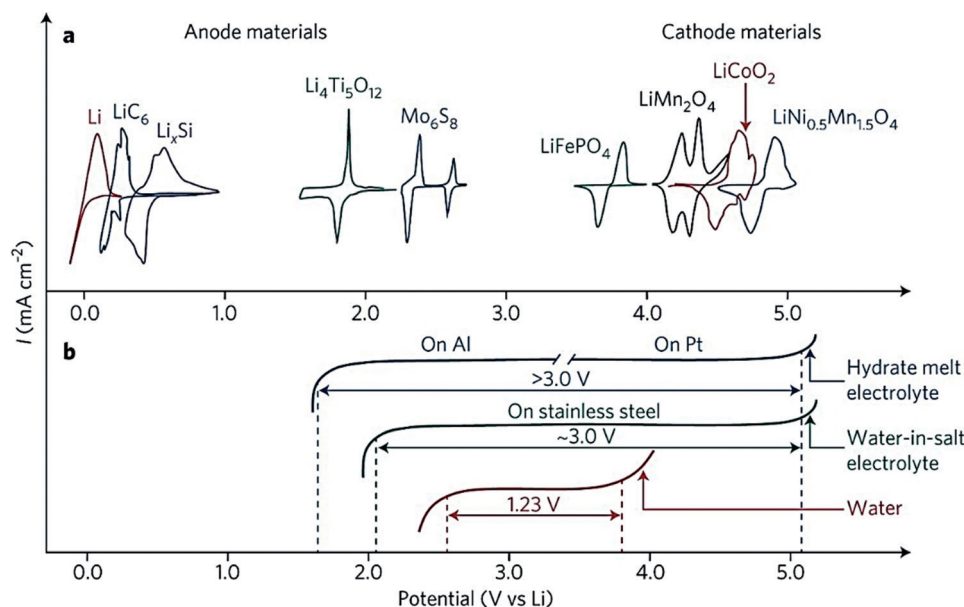 a
Anode materials
Cathode materials
Li
LiC₆
LiₓSi
Li₄Ti₅O₁₂
Mo₆S₈
LiFePO₄
LiMn₂O₄
LiCoO₂
LiNi₀.₅Mn₁.₅O₄
I (mA cm⁻²)
0.0 1.0 2.0 3.0 4.0 5.0
b
On Al
On Pt
>3.0 V
Hydrate melt
electrolyte
On stainless steel
~3.0 V
Water-in-salt
electrolyte
1.23 V
Water
0.0 1.0 2.0 3.0 4.0 5.0
Potential (V vs Li)